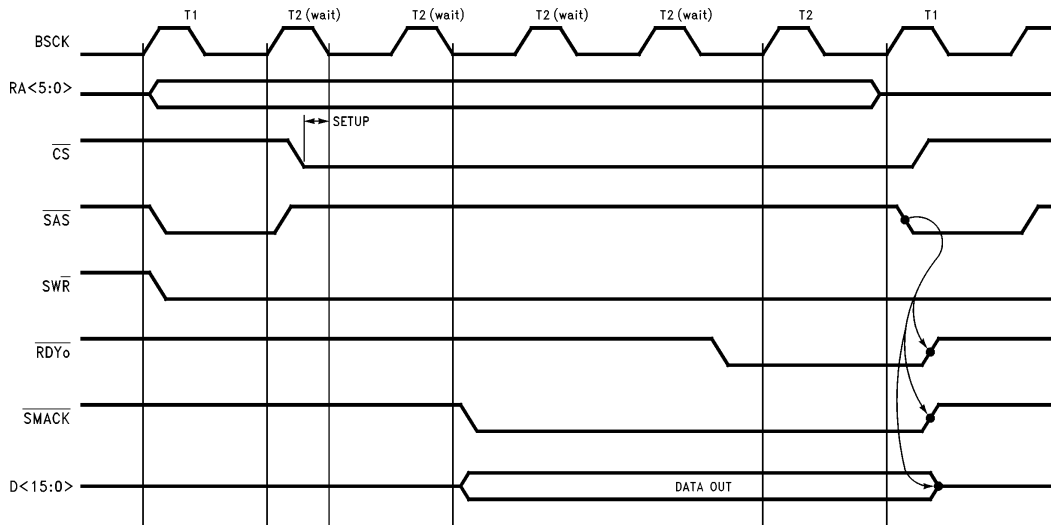 T1 T2 (wait) T2 (wait) T2 (wait) T2 (wait) T2 T1
BSCK
RA<5:0>
SETUP
CS
SAS
SWR
RDYo
SMACK
D<15:0> DATA OUT